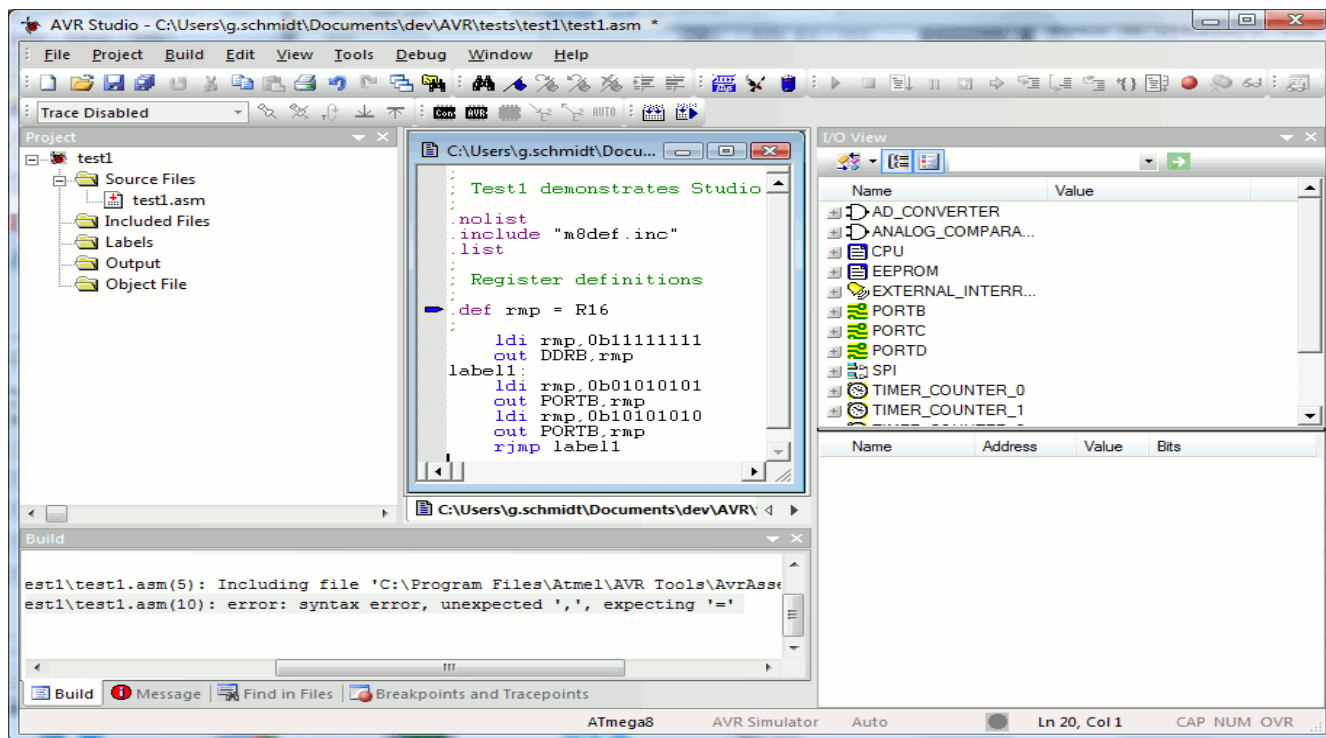 AVR Studio - C:\Users\g.schmidt\Documents\dev\AVR\tests\test1\test1.asm *
File Project Build Edit View Tools Debug Window Help
Trace Disabled
Con AVR AUTO
Project
test1
Source Files
test1.asm
Included Files
Labels
Output
Object File
C:\Users\g.schmidt\Docu...
;
; Test1 demonstrates Studio
;
.nolist
.include "m8def.inc"
.list
;
; Register definitions
;
.def rmp = R16
;
ldi rmp,0b11111111
out DDRB,rmp
label1:
ldi rmp,0b01010101
out PORTB,rmp
ldi rmp,0b10101010
out PORTB,rmp
rjmp label1
C:\Users\g.schmidt\Documents\dev\AVR\
I/O View
Name Value
AD_CONVERTER
ANALOG_COMPARA...
CPU
EEPROM
EXTERNAL_INTERR...
PORTB
PORTC
PORTD
SPI
TIMER_COUNTER_0
TIMER_COUNTER_1
Name Address Value Bits
Build
est1\test1.asm(5): Including file 'C:\Program Files\Atmel\AVR Tools\AvrAsse
est1\test1.asm(10): error: syntax error, unexpected ',', expecting '='
Build Message Find in Files Breakpoints and Tracepoints
ATmega8 AVR Simulator Auto Ln 20, Col 1 CAP NUM OVR